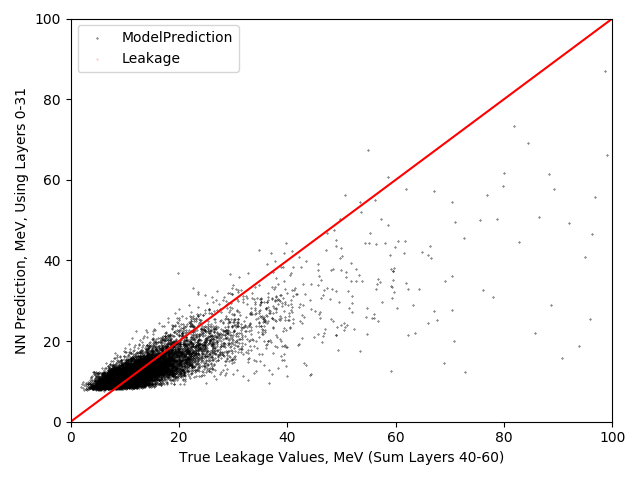 100
80
60
40
20
0
0 20 40 60 80 100
NN Prediction, MeV, Using Layers 0-31
True Leakage Values, MeV (Sum Layers 40-60)
ModelPrediction
Leakage